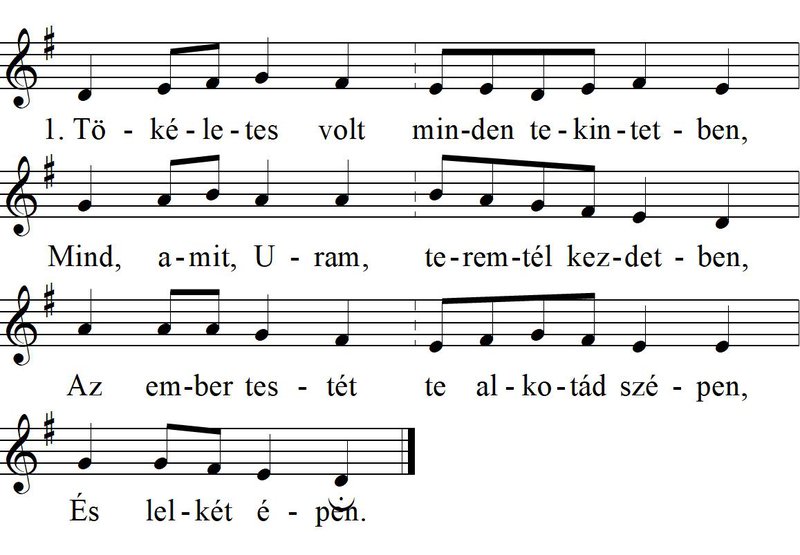 1. Tö - ké - le - tes volt min-den te - kin - tet - ben,
Mind, a - mit, U - ram, te - rem - tél kez - det - ben,
Az em - ber tes - tét te al - ko - tád szé - pen,
És lel - két é - pen.